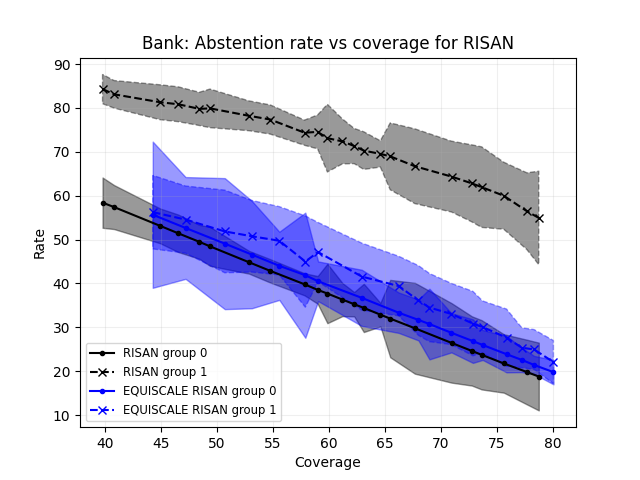 Bank: Abstention rate vs coverage for RISAN
90
80
70
60
50
40
30
20
10
Rate
RISAN group 0
RISAN group 1
EQUISCALE RISAN group 0
EQUISCALE RISAN group 1
40 45 50 55 60 65 70 75 80
Coverage